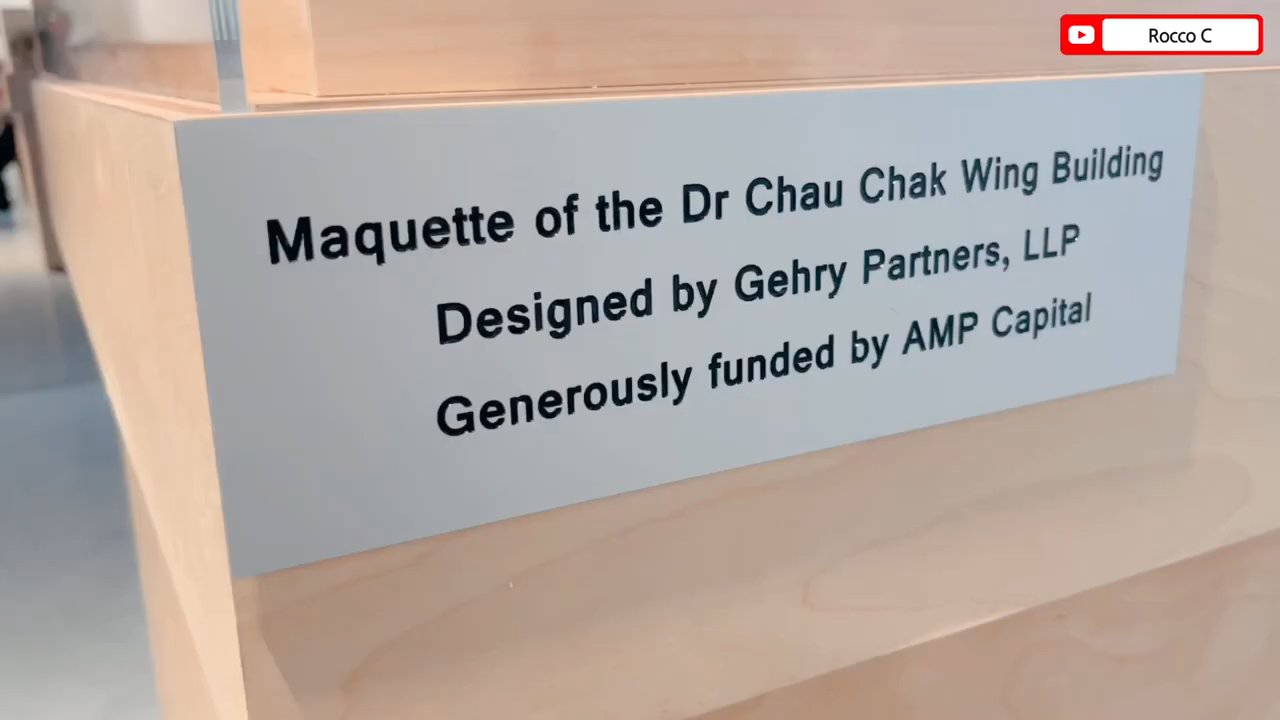 Rocco C
Maquette of the Dr Chau Chak Wing Building
Designed by Gehry Partners, LLP
Generously funded by AMP Capital